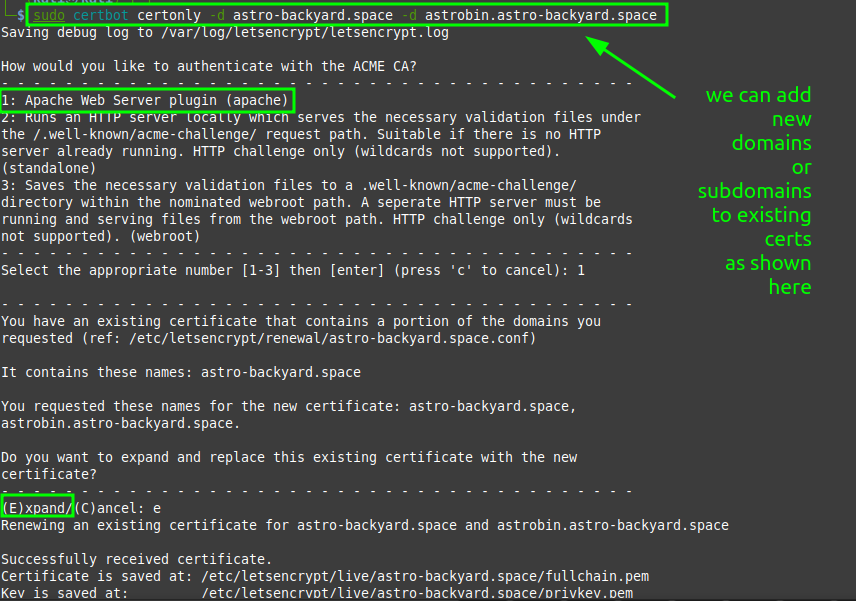 $ sudo certbot certonly -d astro-backyard.space -d astrobin.astro-backyard.space
Saving debug log to /var/log/letsencrypt/letsencrypt.log
How would you like to authenticate with the ACME CA?
- - - - - - - - - - - - - - - - - - - - - - - - - - - - - - - - - - - - - - - -
1: Apache Web Server plugin (apache)
2: Runs an HTTP server locally which serves the necessary validation files under
the /.well-known/acme-challenge/ request path. Suitable if there is no HTTP
server already running. HTTP challenge only (wildcards not supported).
(standalone)
3: Saves the necessary validation files to a .well-known/acme-challenge/
directory within the nominated webroot path. A seperate HTTP server must be
running and serving files from the webroot path. HTTP challenge only (wildcards
not supported). (webroot)
- - - - - - - - - - - - - - - - - - - - - - - - - - - - - - - - - - - - - - - -
Select the appropriate number [1-3] then [enter] (press 'c' to cancel): 1
- - - - - - - - - - - - - - - - - - - - - - - - - - - - - - - - - - - - - - - -
You have an existing certificate that contains a portion of the domains you
requested (ref: /etc/letsencrypt/renewal/astro-backyard.space.conf)
It contains these names: astro-backyard.space
You requested these names for the new certificate: astro-backyard.space,
astrobin.astro-backyard.space.
Do you want to expand and replace this existing certificate with the new
certificate?
- - - - - - - - - - - - - - - - - - - - - - - - - - - - - - - - - - - - - - - -
(E)xpand/(C)ancel: e
Renewing an existing certificate for astro-backyard.space and astrobin.astro-backyard.space
Successfully received certificate.
Certificate is saved at: /etc/letsencrypt/live/astro-backyard.space/fullchain.pem
Key is saved at: /etc/letsencrypt/live/astro-backyard.space/privkey.pem
we can add
new
domains
or
subdomains
to existing
certs
as shown
here